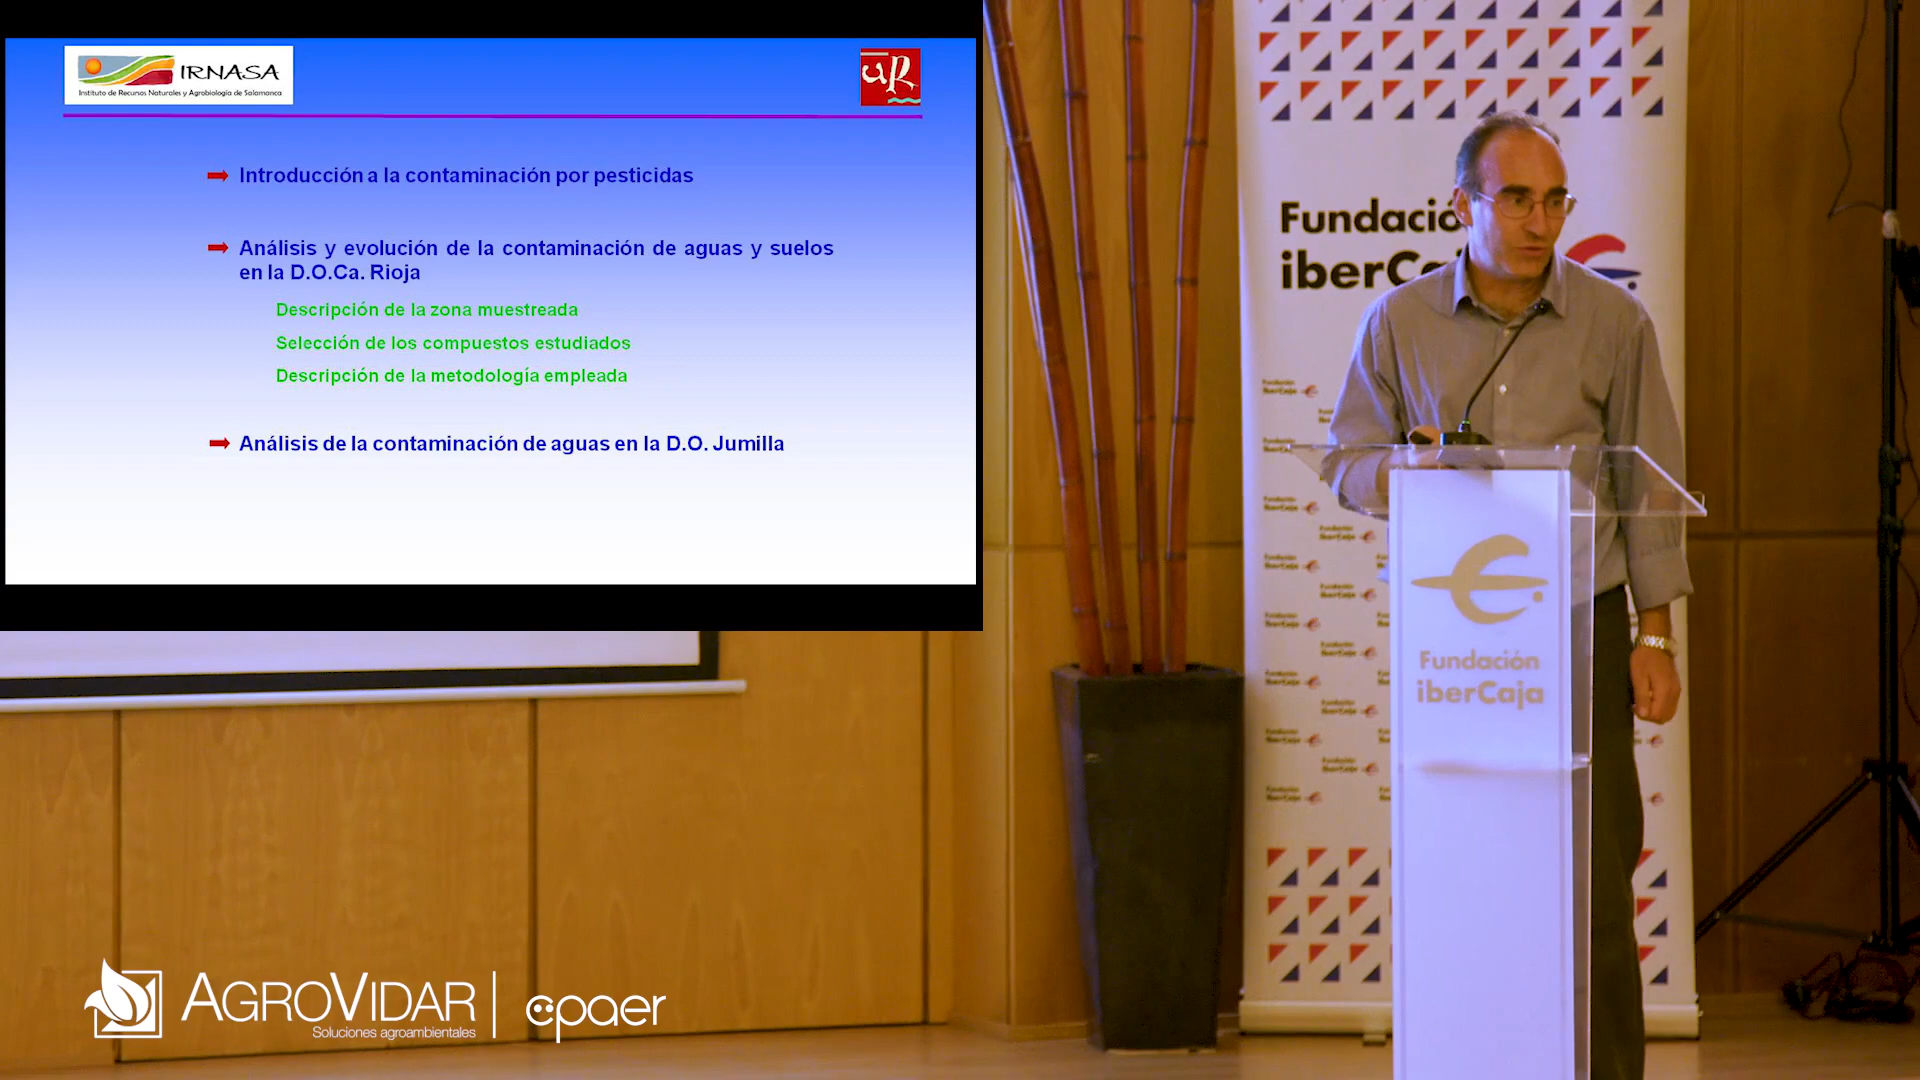 IRNASA
Instituto de Recursos Naturales y Agrobiología de Salamanca
uR
Introducción a la contaminación por pesticidas
Análisis y evolución de la contaminación de aguas y suelos
en la D.O.Ca. Rioja
Descripción de la zona muestreada
Selección de los compuestos estudiados
Descripción de la metodología empleada
Análisis de la contaminación de aguas en la D.O. Jumilla
Fundació
iberC
Fundación
iberCaja
AGROVIDAR
Soluciones agroambientales
cpaer